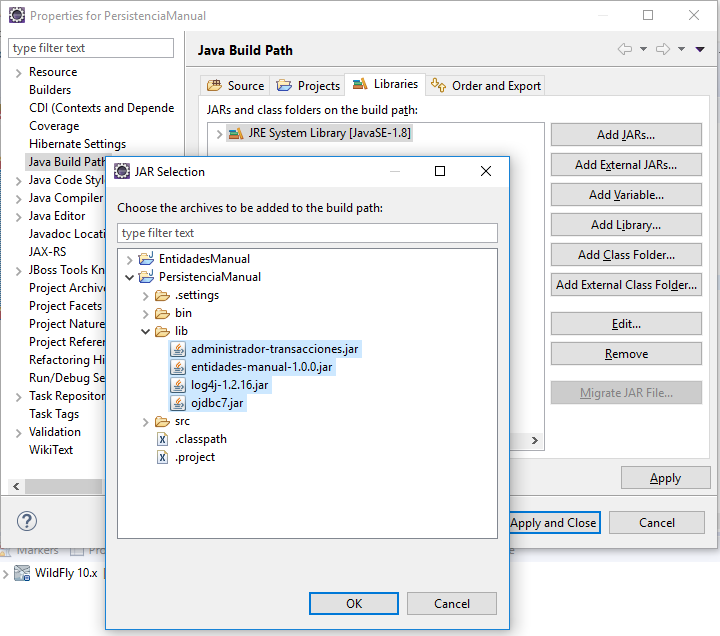 Properties for PersistenciaManual
type filter text
Resource
Builders
CDI (Contexts and Depende
Coverage
Hibernate Settings
Java Build Path
Java Code Style
Java Compiler
Java Editor
Javadoc Locati
JAX-RS
JBoss Tools Kn
Project Archive
Project Facets
Project Nature
Project Refere
Refactoring Hi
Run/Debug Se
Task Repositor
Task Tags
Validation
WikiText
Java Build Path
Source
Projects
Libraries
Order and Export
JARs and class folders on the build path:
JRE System Library [JavaSE-1.8]
Add JARs...
Add External JARs...
Add Variable...
Add Library...
Add Class Folder...
Add External Class Folder...
Edit...
Remove
Migrate JAR File...
Apply
Apply and Close
Cancel
JAR Selection
Choose the archives to be added to the build path:
type filter text
EntidadesManual
PersistenciaManual
.settings
bin
lib
administrador-transacciones.jar
entidades-manual-1.0.0.jar
log4j-1.2.16.jar
ojdbc7.jar
src
.classpath
.project
OK
Cancel
Markers
WildFly 10.x